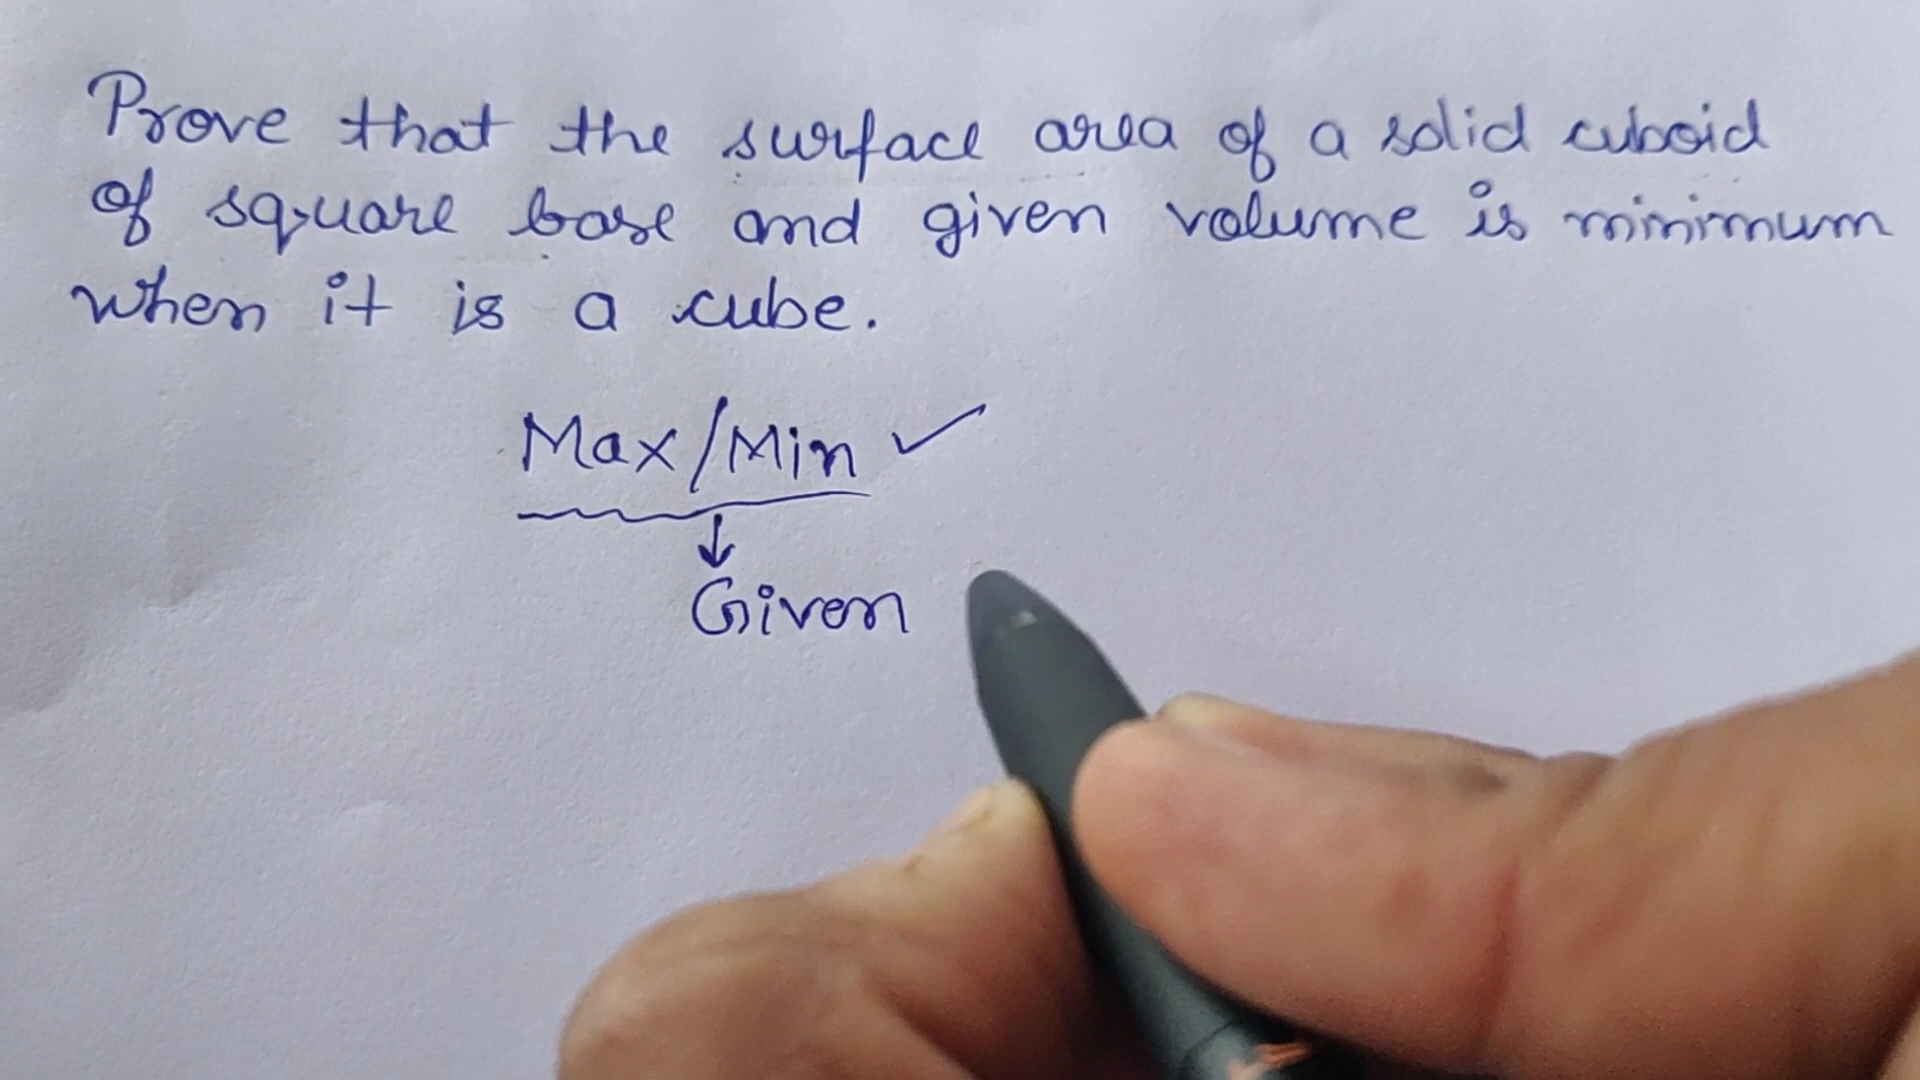 Prove that the surface area of a solid cuboid
of square base and given volume is minimum
when it is a cube.
Max/Min ✓
↓
Given